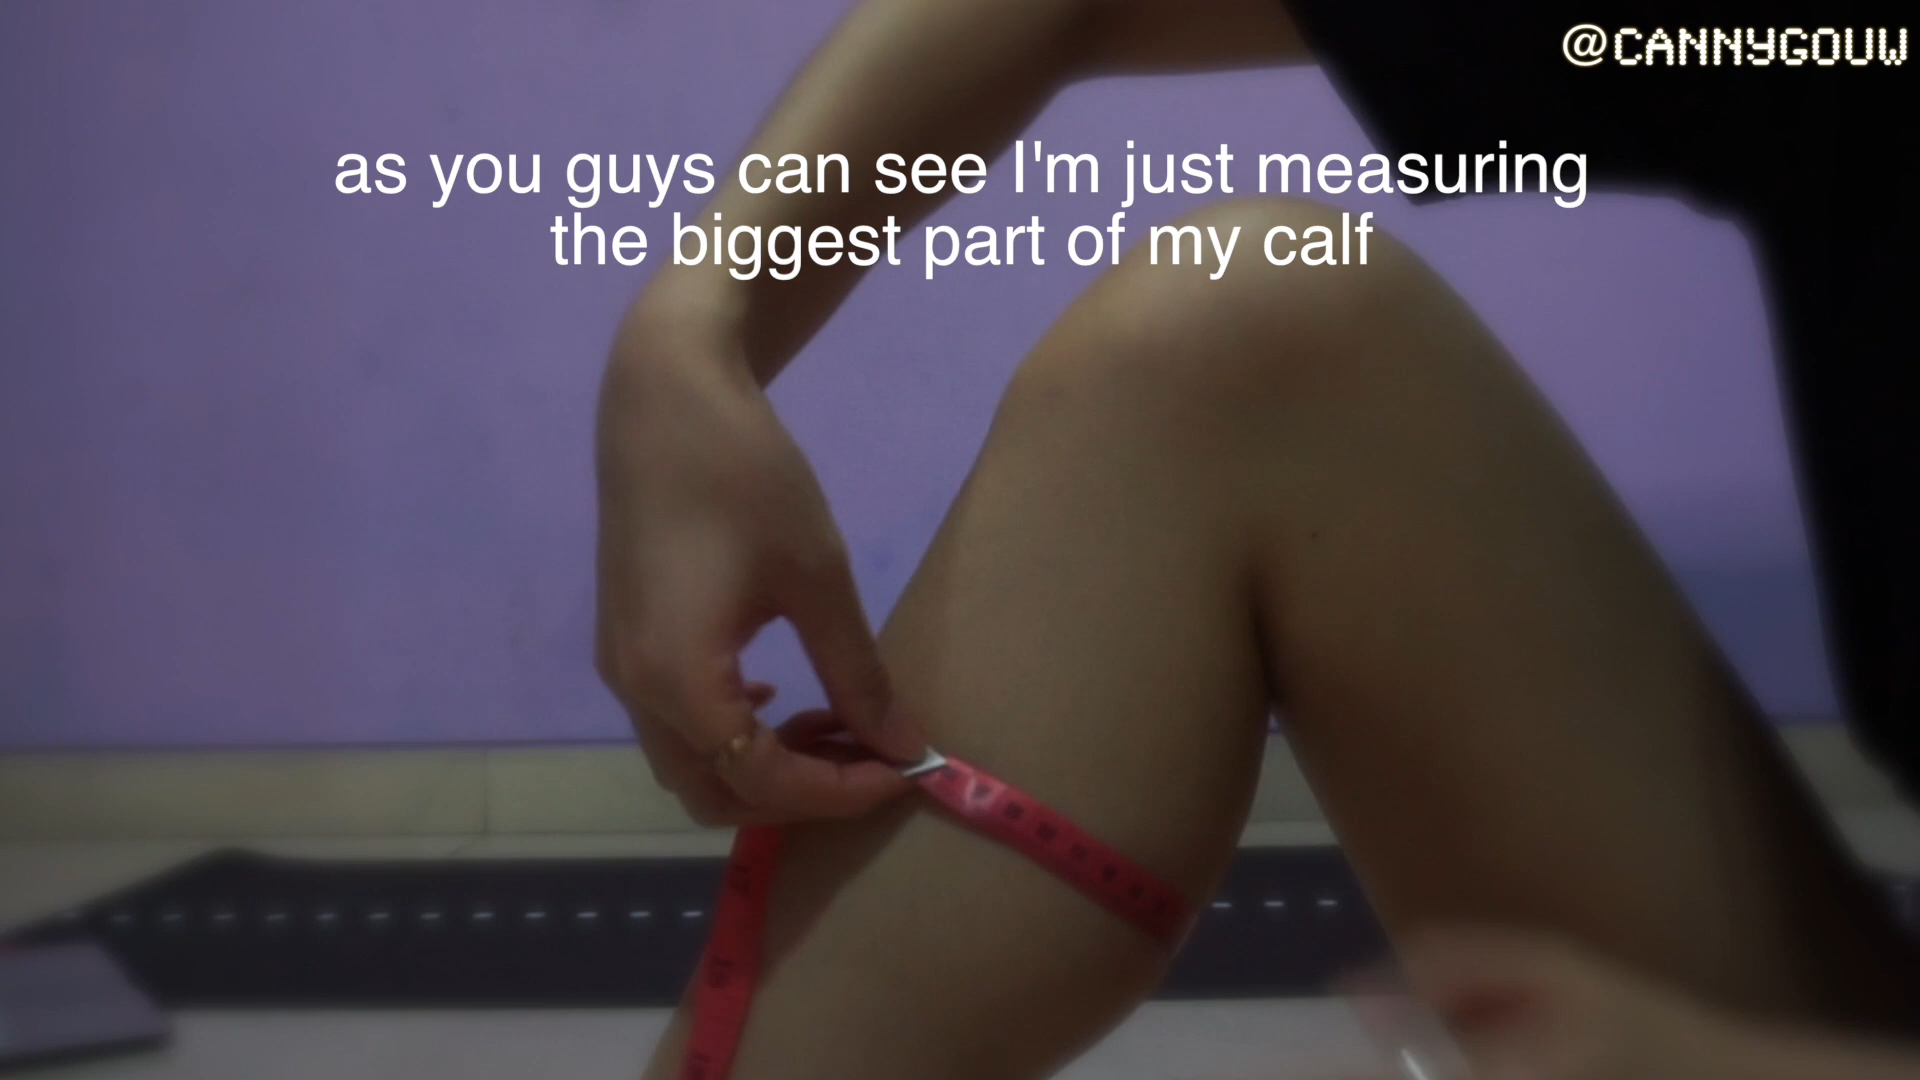 @CANNYGOUW
as you guys can see I'm just measuring
the biggest part of my calf